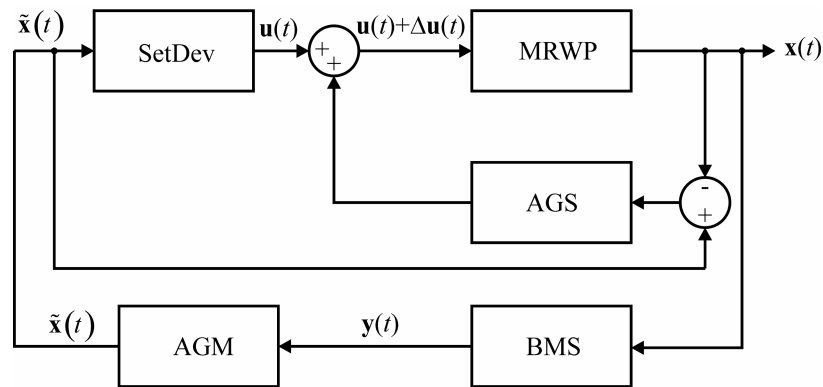 x̃(t)
SetDev
u(t)
+
+
u(t)+Δu(t)
MRWP
x(t)
AGS
-
+
x̃(t)
AGM
y(t)
BMS